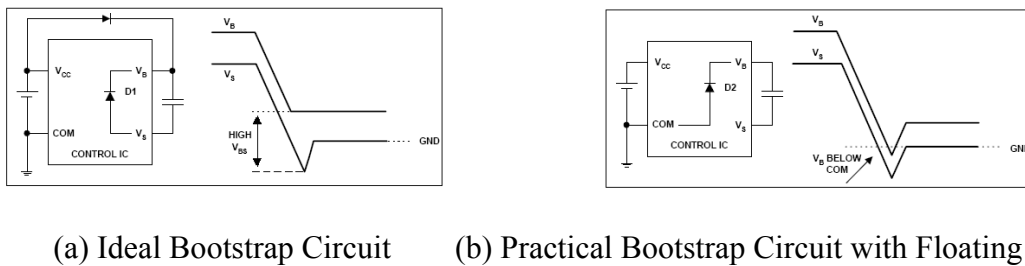 V_CC
V_B
D1
COM
V_S
CONTROL IC
V_B
V_S
HIGH
V_BS
GND
V_CC
V_B
D2
COM
V_S
CONTROL IC
V_B
V_S
V_B BELOW
COM
GND
(a) Ideal Bootstrap Circuit
(b) Practical Bootstrap Circuit with Floating